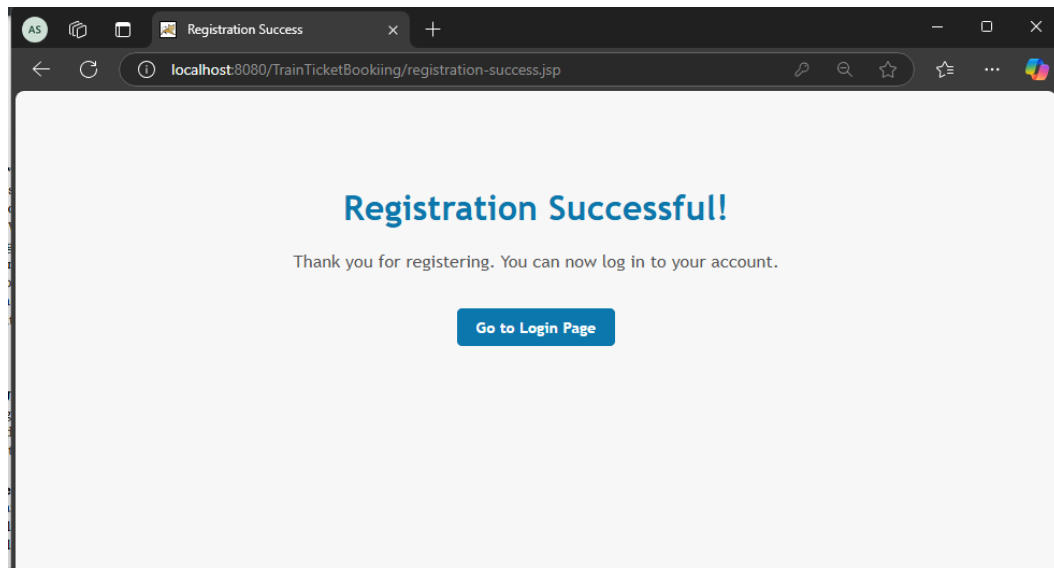 AS
Registration Success
localhost:8080/TrainTicketBookiing/registration-success.jsp
Registration Successful!
Thank you for registering. You can now log in to your account.
Go to Login Page